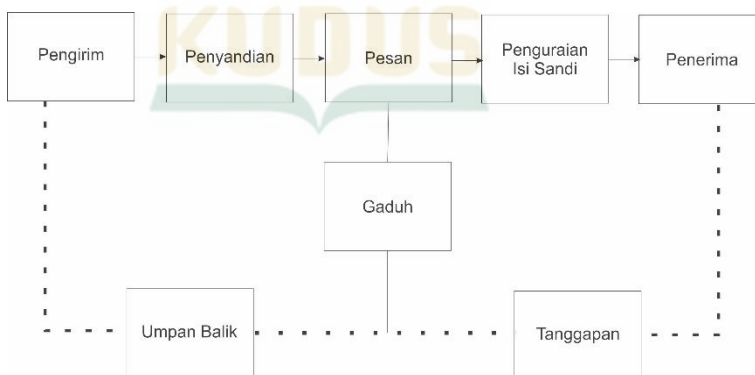 KUDUS
Pengirim
Penyandian
Pesan
Penguraian
Isi Sandi
Penerima
Gaduh
Umpan Balik
Tanggapan